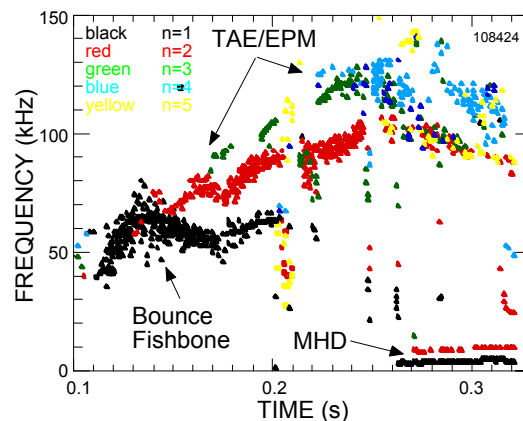 150
black n=1
red n=2
green n=3
blue n=4
yellow n=5
TAE/EPM
108424
100
50
0
FREQUENCY (kHz)
Bounce
Fishbone
MHD
0.1
0.2
0.3
TIME (s)